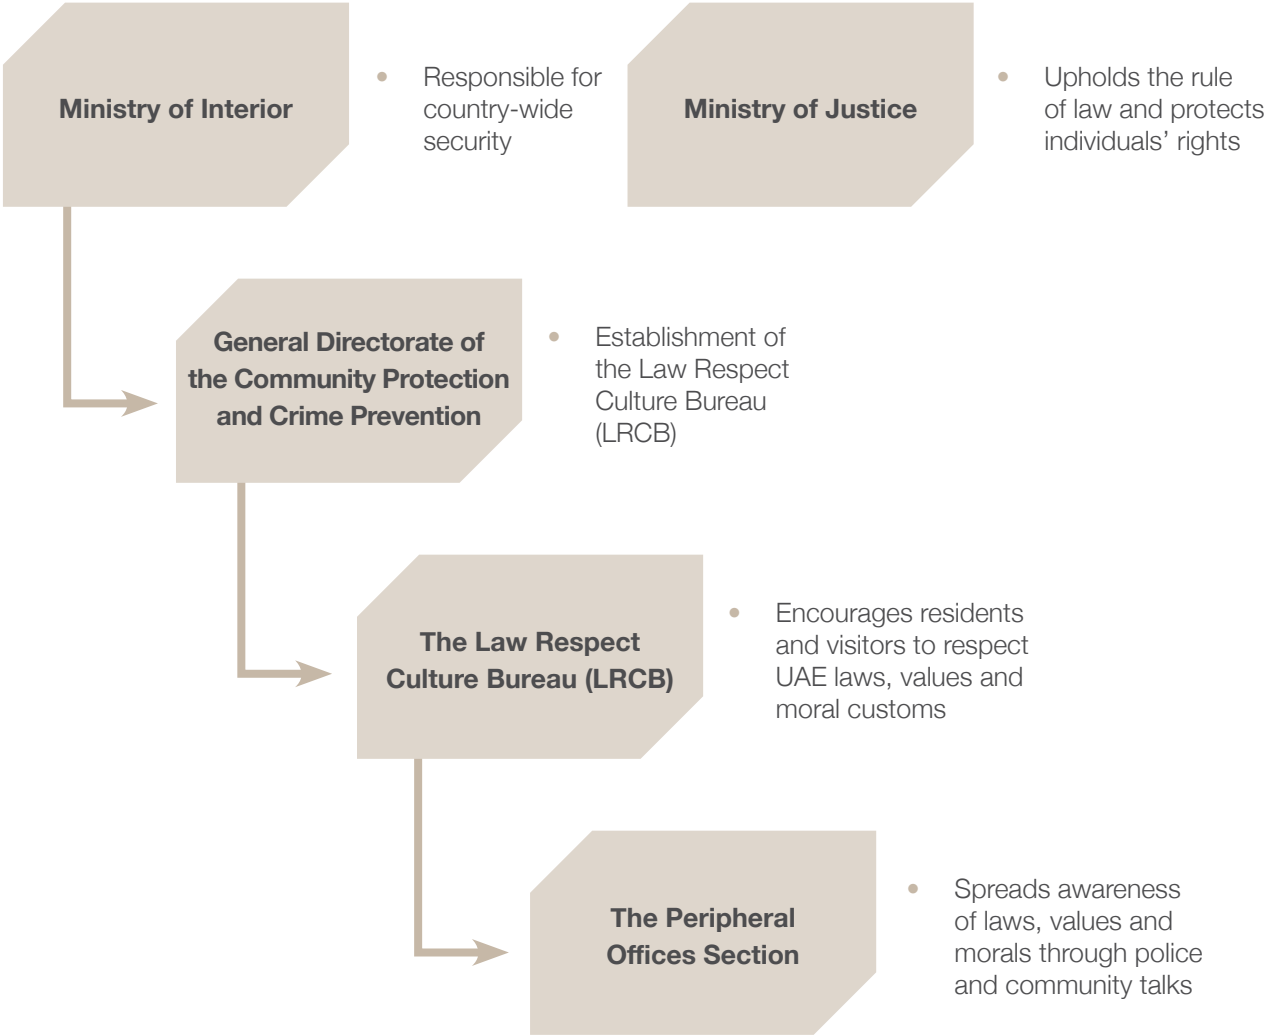 Ministry of Interior
• Responsible for
country-wide
security
Ministry of Justice
• Upholds the rule
of law and protects
individuals’ rights
General Directorate of
the Community Protection
and Crime Prevention
• Establishment of
the Law Respect
Culture Bureau
(LRCB)
The Law Respect
Culture Bureau (LRCB)
• Encourages residents
and visitors to respect
UAE laws, values and
moral customs
The Peripheral
Offices Section
• Spreads awareness
of laws, values and
morals through police
and community talks